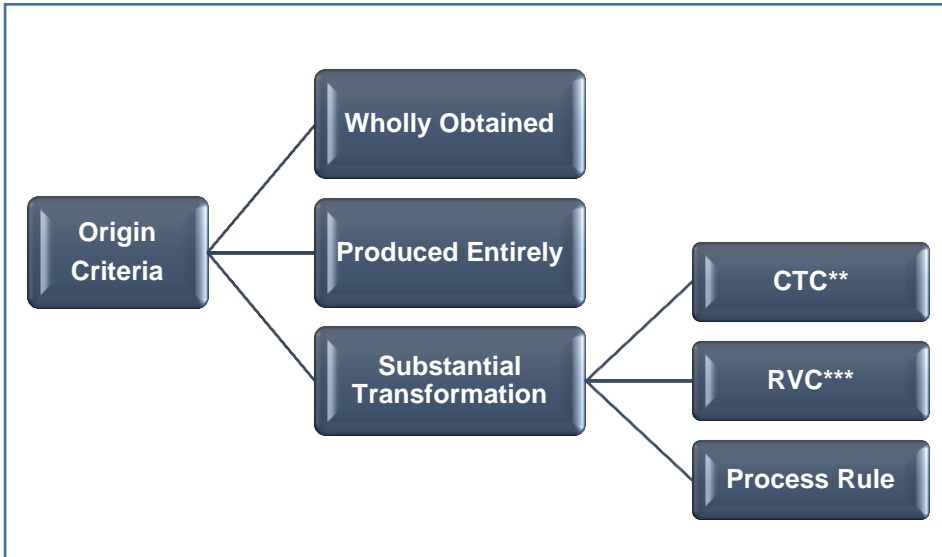 Origin
Criteria
Wholly Obtained
Produced Entirely
Substantial
Transformation
CTC**
RVC***
Process Rule